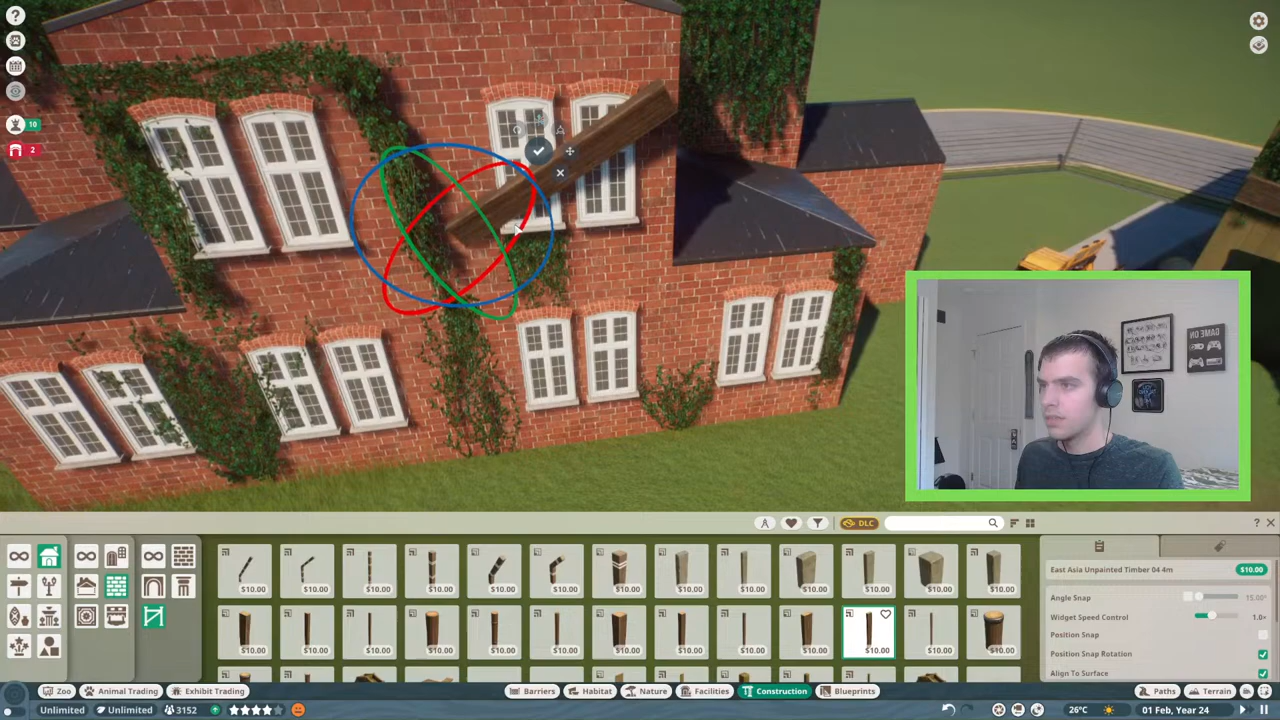 ?
10
2
GAME ON
DLC
?
$10.00 $10.00 $10.00 $10.00 $10.00 $10.00 $10.00 $10.00 $10.00 $10.00 $10.00 $10.00 $10.00
$10.00 $10.00 $10.00 $10.00 $10.00 $10.00 $10.00 $10.00 $10.00 $10.00 $10.00 $10.00 $10.00
East Asia Unpainted Timber 04 4m $10.00
Angle Snap 15.00°
Widget Speed Control 1.0×
Position Snap
Position Snap Rotation
Align To Surface
Zoo Animal Trading Exhibit Trading Barriers Habitat Nature Facilities Construction Blueprints Paths Terrain
Unlimited Unlimited 3152 26°C 01 Feb, Year 24